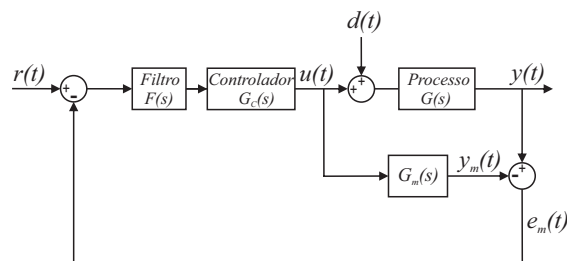 d(t)
r(t)
+
-
Filtro
F(s)
Controlador
G_C(s)
u(t)
+
+
Processo
G(s)
y(t)
G_m(s)
y_m(t)
+
-
e_m(t)